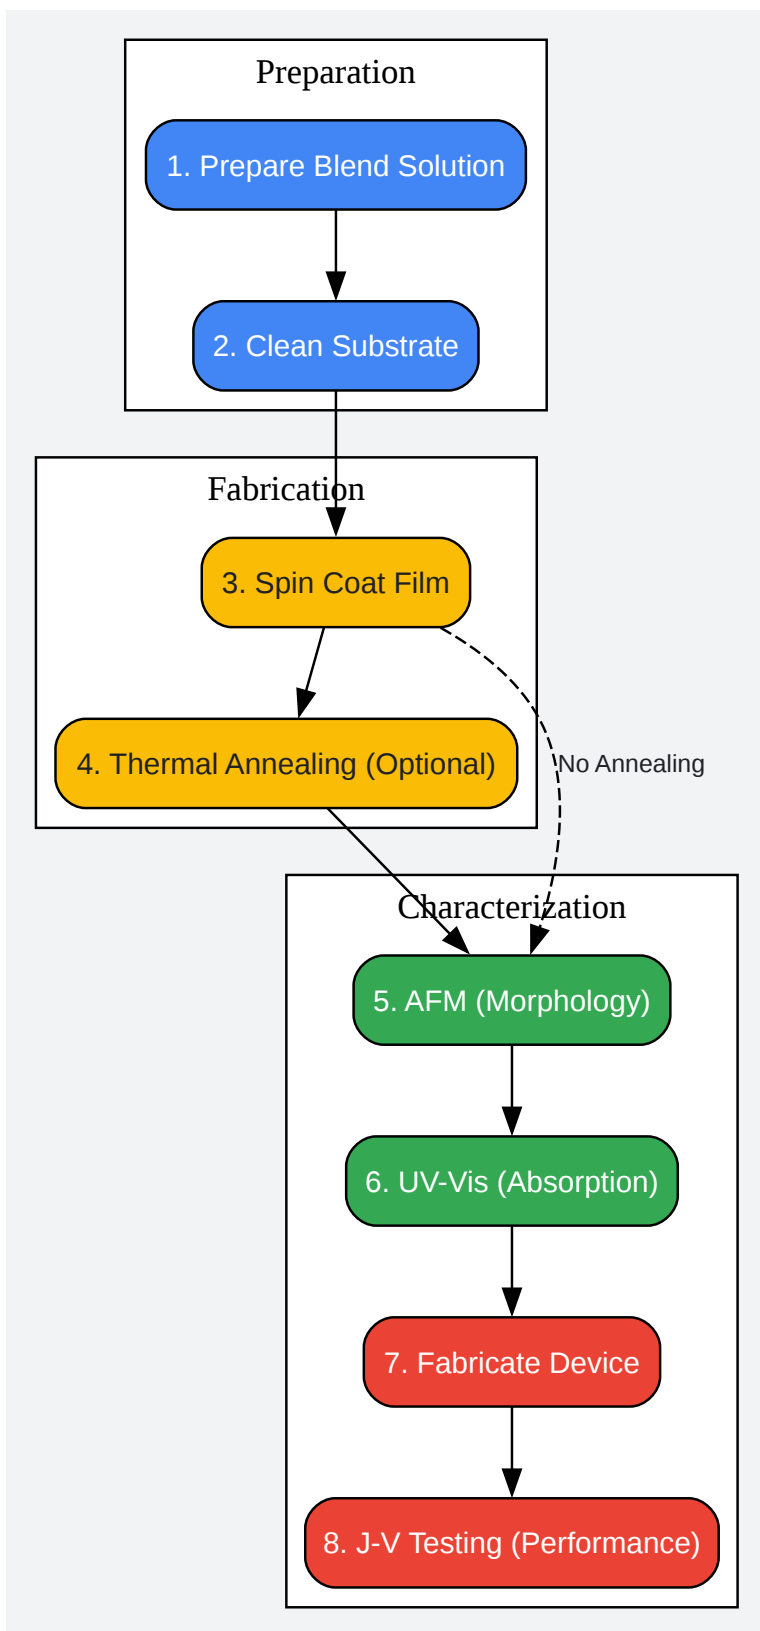 Preparation
1. Prepare Blend Solution
2. Clean Substrate
Fabrication
3. Spin Coat Film
4. Thermal Annealing (Optional)
No Annealing
Characterization
5. AFM (Morphology)
6. UV-Vis (Absorption)
7. Fabricate Device
8. J-V Testing (Performance)